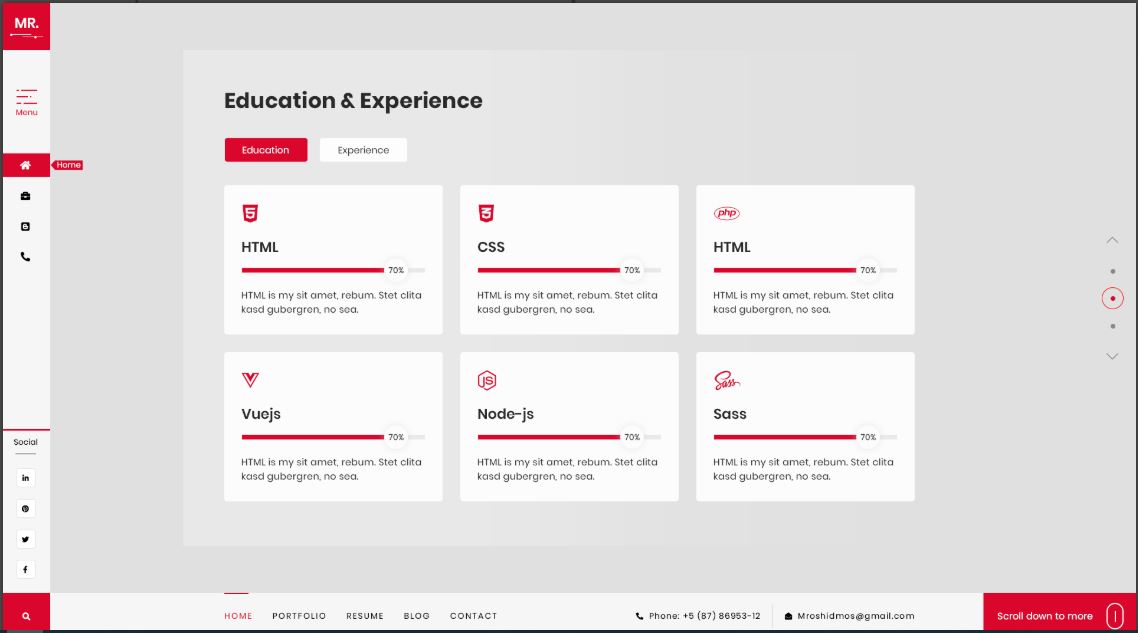 MR.
Menu
Home
Education & Experience
Education Experience
HTML
70%
HTML is my sit amet, rebum. Stet clita
kasd gubergren, no sea.
CSS
70%
HTML is my sit amet, rebum. Stet clita
kasd gubergren, no sea.
php
HTML
70%
HTML is my sit amet, rebum. Stet clita
kasd gubergren, no sea.
Vuejs
70%
HTML is my sit amet, rebum. Stet clita
kasd gubergren, no sea.
JS
Node-js
70%
HTML is my sit amet, rebum. Stet clita
kasd gubergren, no sea.
Sass
Sass
70%
HTML is my sit amet, rebum. Stet clita
kasd gubergren, no sea.
Social
in
HOME PORTFOLIO RESUME BLOG CONTACT
Phone: +5 (87) 86953-12
Mroshidmos@gmail.com
Scroll down to more